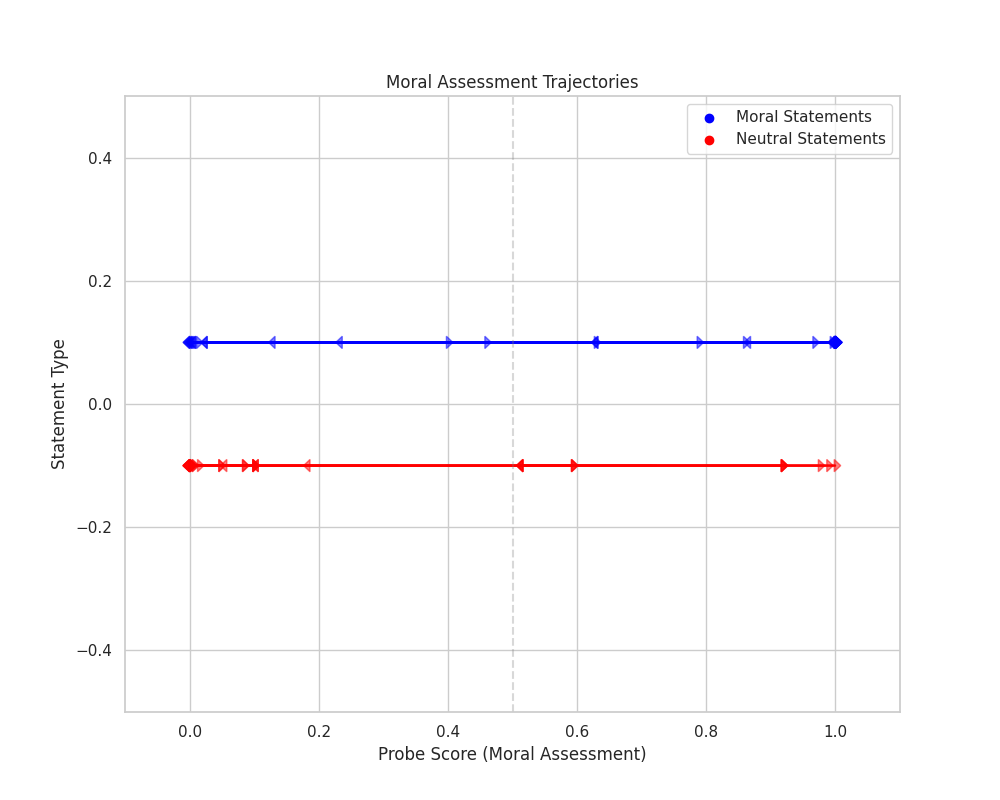 Moral Assessment Trajectories
Moral Statements
Neutral Statements
Statement Type
0.4
0.2
0.0
−0.2
−0.4
0.0 0.2 0.4 0.6 0.8 1.0
Probe Score (Moral Assessment)